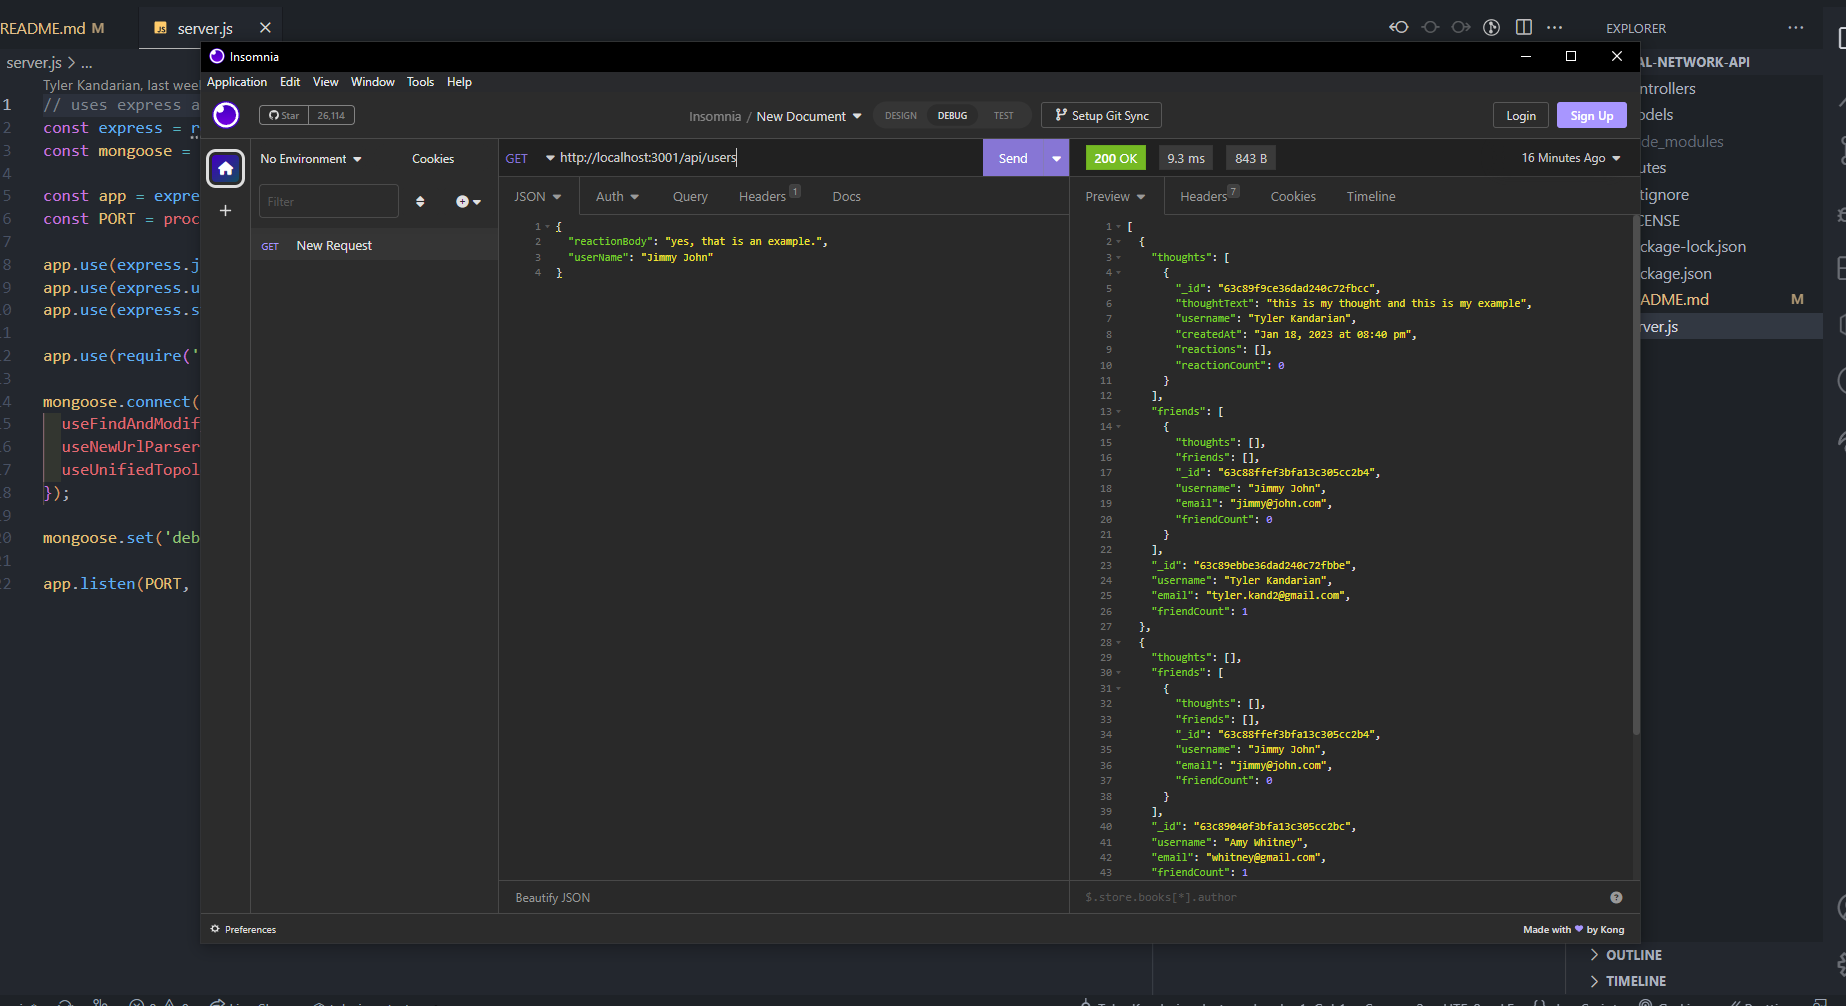 README.md M
server.js
EXPLORER
server.js > ...
Tyler Kandarian, last wee
1 // uses express a
2 const express = r
3 const mongoose =
4
5 const app = expre
6 const PORT = proc
7
8 app.use(express.j
9 app.use(express.u
10 app.use(express.s
11
12 app.use(require('
13
14 mongoose.connect(
15 useFindAndModif
16 useNewUrlParser
17 useUnifiedTopol
18 });
19
20 mongoose.set('deb
21
22 app.listen(PORT,
Insomnia
Application Edit View Window Tools Help
Star 26,114
Insomnia / New Document
DESIGN DEBUG TEST
Setup Git Sync
Login
Sign Up
No Environment
Cookies
Filter
GET New Request
GET http://localhost:3001/api/users
Send
JSON Auth Query Headers 1 Docs
1 {
2 "reactionBody": "yes, that is an example.",
3 "userName": "Jimmy John"
4 }
Beautify JSON
200 OK 9.3 ms 843 B
16 Minutes Ago
Preview Headers 7 Cookies Timeline
1 [
2 {
3 "thoughts": [
4 {
5 "_id": "63c89f9ce36dad240c72fbcc",
6 "thoughtText": "this is my thought and this is my example",
7 "username": "Tyler Kandarian",
8 "createdAt": "Jan 18, 2023 at 08:40 pm",
9 "reactions": [],
10 "reactionCount": 0
11 }
12 ],
13 "friends": [
14 {
15 "thoughts": [],
16 "friends": [],
17 "_id": "63c88ffef3bfa13c305cc2b4",
18 "username": "Jimmy John",
19 "email": "jimmy@john.com",
20 "friendCount": 0
21 }
22 ],
23 "_id": "63c89ebbe36dad240c72fbbe",
24 "username": "Tyler Kandarian",
25 "email": "tyler.kand2@gmail.com",
26 "friendCount": 1
27 },
28 {
29 "thoughts": [],
30 "friends": [
31 {
32 "thoughts": [],
33 "friends": [],
34 "_id": "63c88ffef3bfa13c305cc2b4",
35 "username": "Jimmy John",
36 "email": "jimmy@john.com",
37 "friendCount": 0
38 }
39 ],
40 "_id": "63c89040f3bfa13c305cc2bc",
41 "username": "Amy Whitney",
42 "email": "whitney@gmail.com",
43 "friendCount": 1
$.store.books[*].author
Preferences
Made with ♥ by Kong
AL-NETWORK-API
ntrollers
odels
de_modules
utes
tignore
CENSE
ckage-lock.json
ckage.json
ADME.md M
rver.js
OUTLINE
TIMELINE